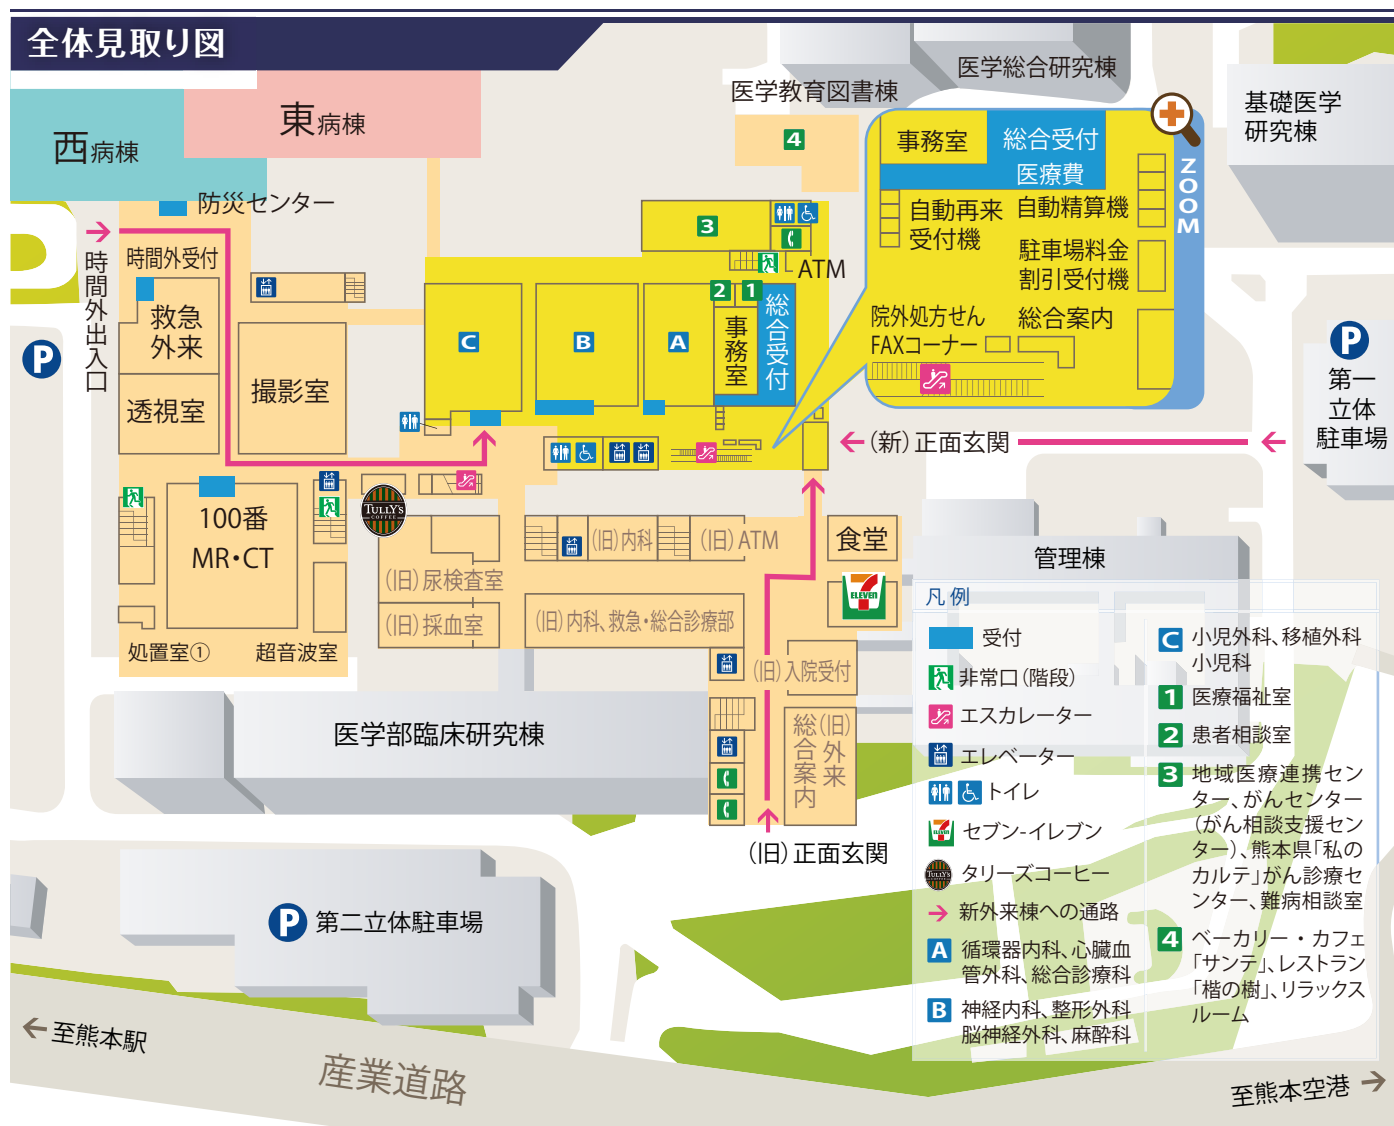 全体見取り図
医学総合研究棟
医学教育図書棟
基礎医学
研究棟
西病棟
東病棟
防災センター
時間外受付
時間外出入口
救急
外来
透視室
撮影室
4
3
ATM
2
1
C
B
A
事務室
総合受付
事務室
総合受付
医療費
自動再来
受付機
自動精算機
駐車場料金
割引受付機
院外処方せん
FAXコーナー
総合案内
ZOOM
P
P
第一
立体
駐車場
(新)正面玄関
100番
MR・CT
処置室①
超音波室
TULLY'S
COFFEE
(旧)尿検査室
(旧)採血室
(旧)内科
(旧)ATM
(旧)内科、救急・総合診療部
食堂
ELEVEN
(旧)入院受付
(旧)外来
総合案内
(旧)正面玄関
医学部臨床研究棟
管理棟
P 第二立体駐車場
至熊本駅
産業道路
至熊本空港
凡例
受付
非常口(階段)
エスカレーター
エレベーター
トイレ
セブン-イレブン
タリーズコーヒー
新外来棟への通路
A 循環器内科、心臓血
管外科、総合診療科
B 神経内科、整形外科
脳神経外科、麻酔科
C 小児外科、移植外科
小児科
1 医療福祉室
2 患者相談室
3 地域医療連携セン
ター、がんセンター
(がん相談支援セン
ター)、熊本県「私の
カルテ」がん診療セ
ンター、難病相談室
4 ベーカリー・カフェ
「サンテ」、レストラン
「楷の樹」、リラックス
ルーム